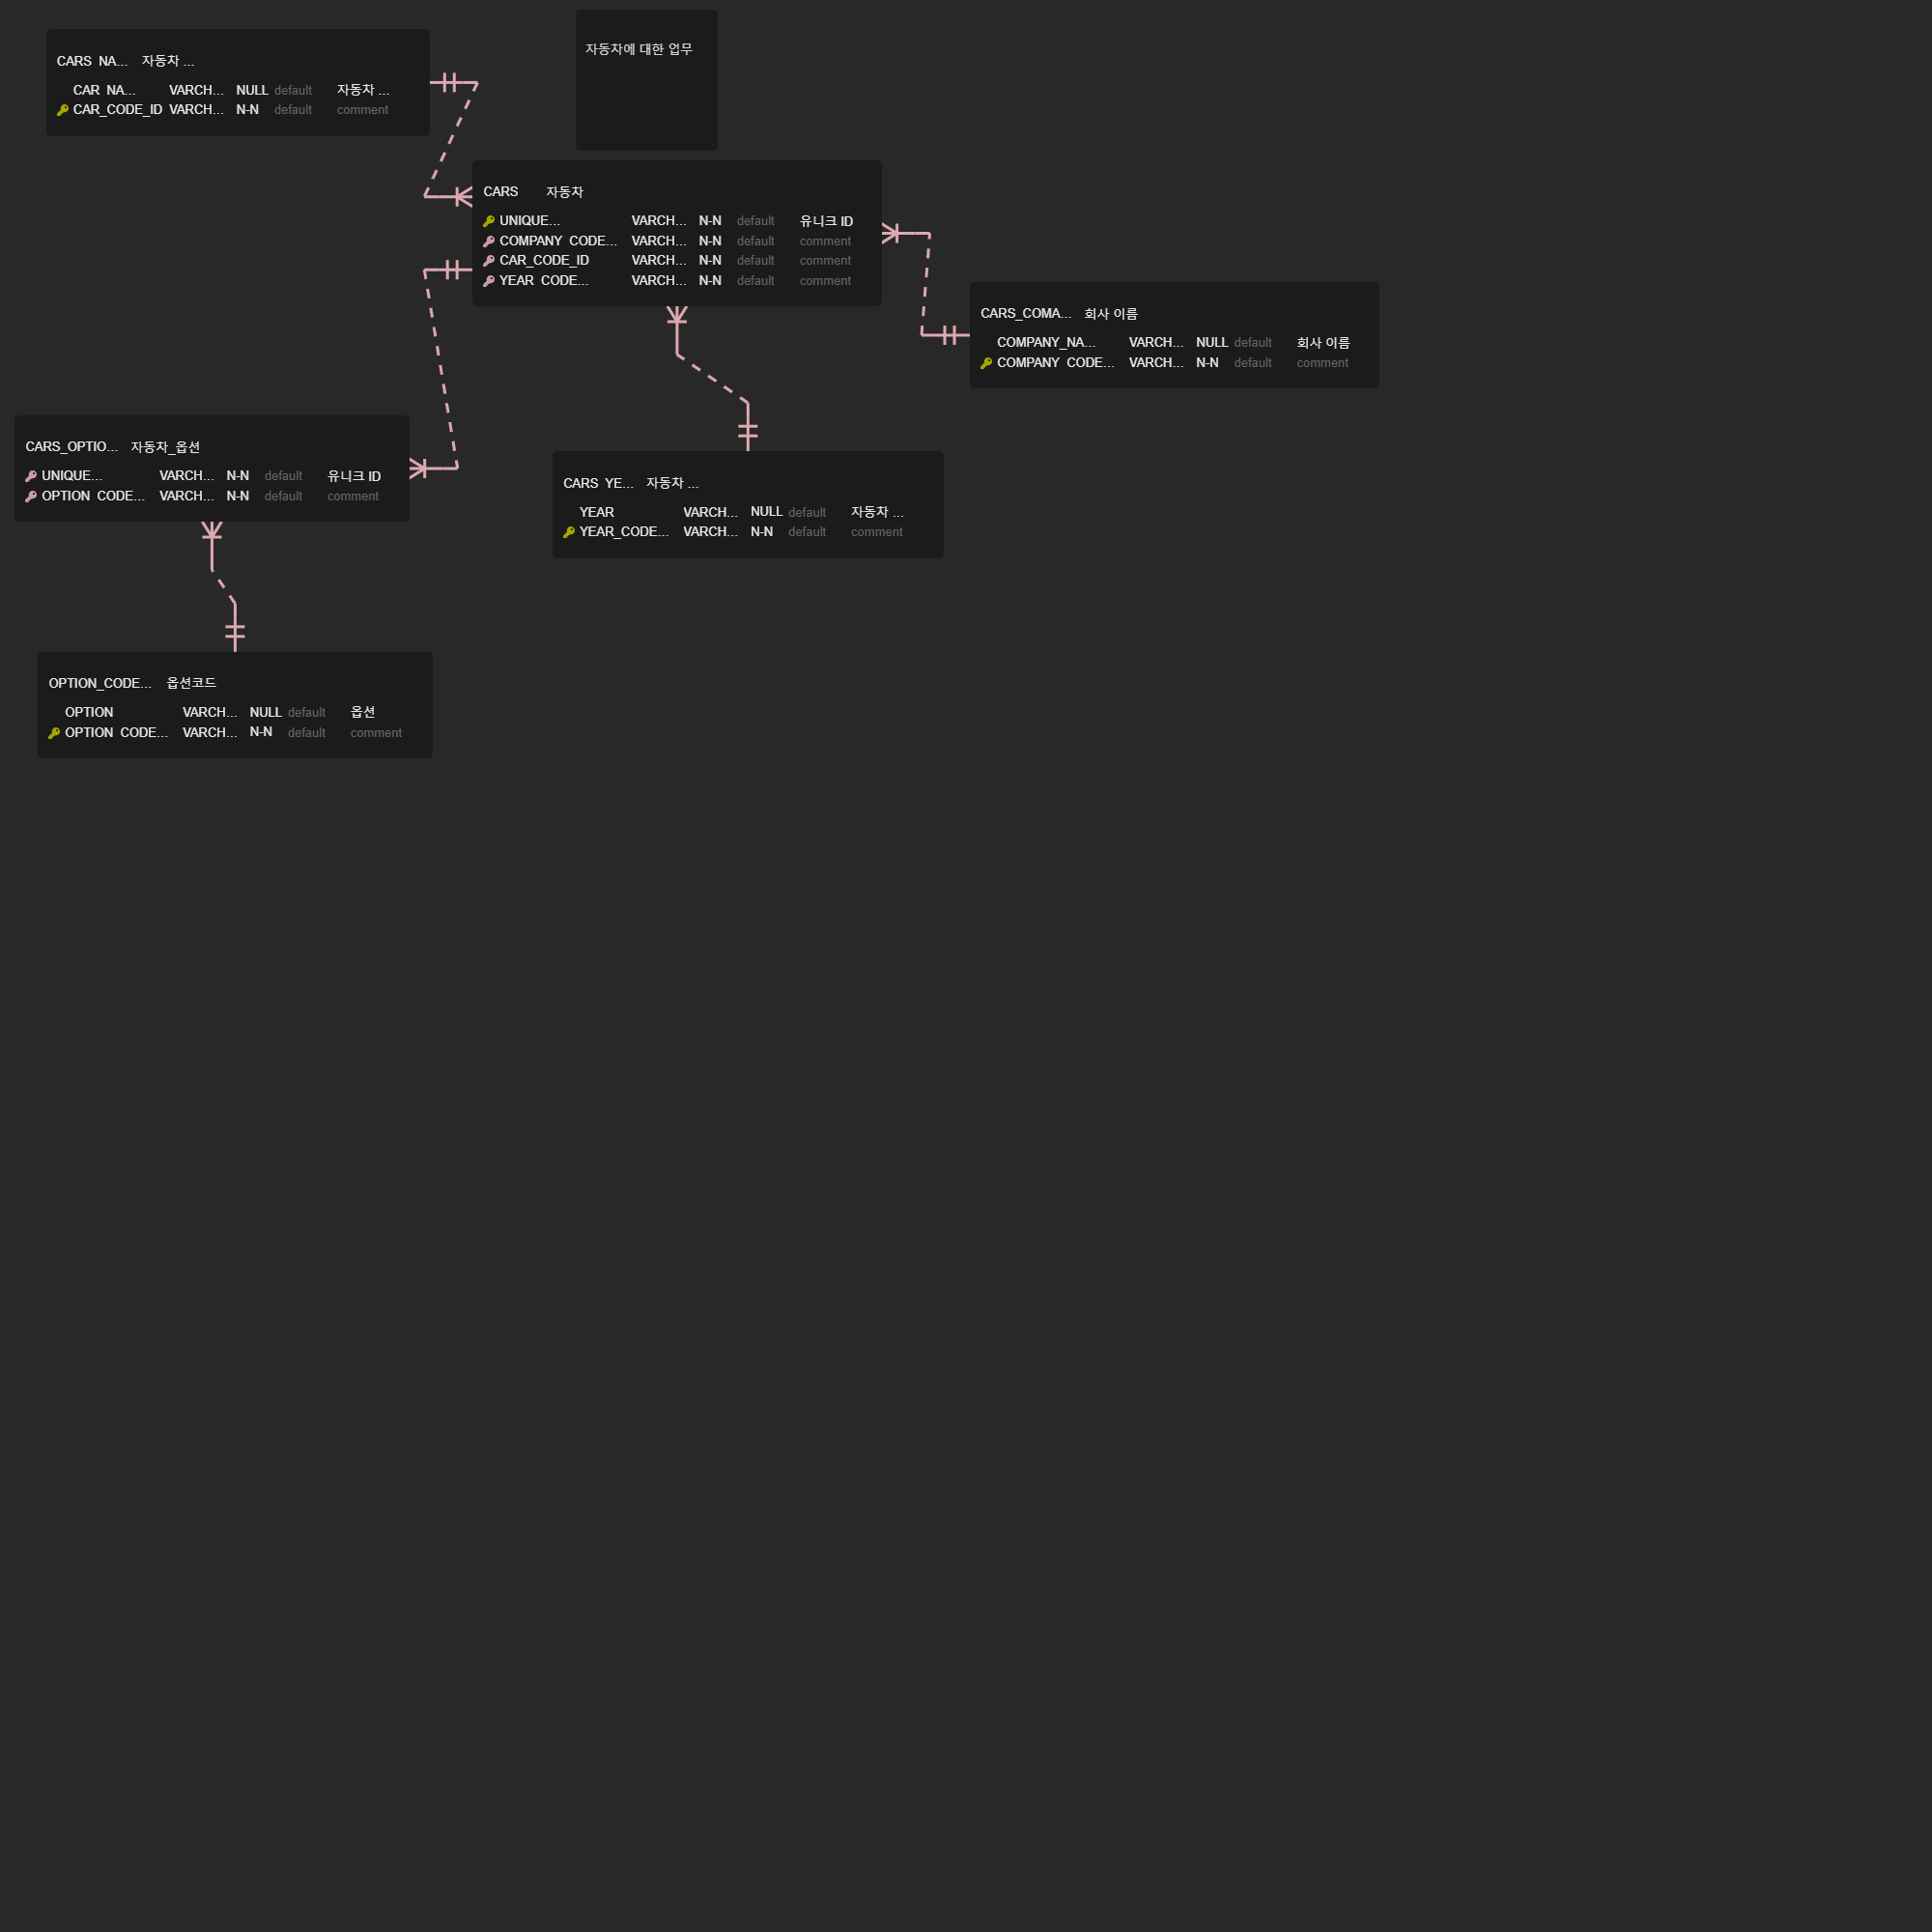 자동차에 대한 업무
CARS_NA... 자동차 ...
CAR_NA... VARCH... NULL default 자동차 ...
CAR_CODE_ID VARCH... N-N default comment
CARS 자동차
UNIQUE... VARCH... N-N default 유니크 ID
COMPANY_CODE... VARCH... N-N default comment
CAR_CODE_ID VARCH... N-N default comment
YEAR_CODE... VARCH... N-N default comment
CARS_COMA... 회사 이름
COMPANY_NA... VARCH... NULL default 회사 이름
COMPANY_CODE... VARCH... N-N default comment
CARS_OPTIO... 자동차_옵션
UNIQUE... VARCH... N-N default 유니크 ID
OPTION_CODE... VARCH... N-N default comment
CARS_YE... 자동차 ...
YEAR VARCH... NULL default 자동차 ...
YEAR_CODE... VARCH... N-N default comment
OPTION_CODE... 옵션코드
OPTION VARCH... NULL default 옵션
OPTION_CODE... VARCH... N-N default comment